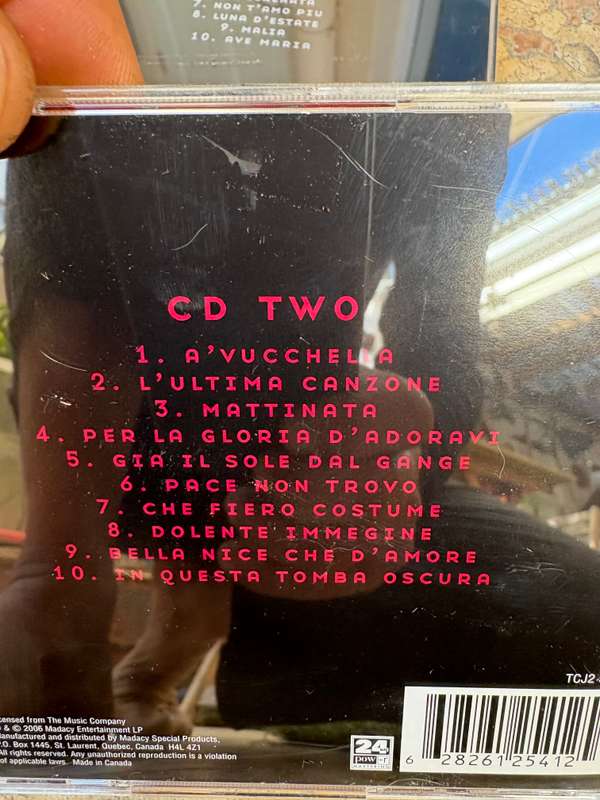 7. NON T'AMO PIU
8. LUNA D'ESTATE
9. MALIA
10. AVE MARIA
CD TWO
1. A'VUCCHELLA
2. L'ULTIMA CANZONE
3. MATTINATA
4. PER LA GLORIA D'ADORAVI
5. GIA IL SOLE DAL GANGE
6. PACE NON TROVO
7. CHE FIERO COSTUME
8. DOLENTE IMMEGINE
9. BELLA NICE CHE D'AMORE
10. IN QUESTA TOMBA OSCURA
TCJ2-
from The Music Company
& © 2006 Madacy Entertainment LP
anufactured and distributed by Madacy Special Products,
P.O. Box 1445, St. Laurent, Quebec, Canada H4L 4Z1
All rights reserved. Any unauthorized reproduction is a violation
of applicable laws. Made in Canada
24
power
MASTERING
6 28261 25412